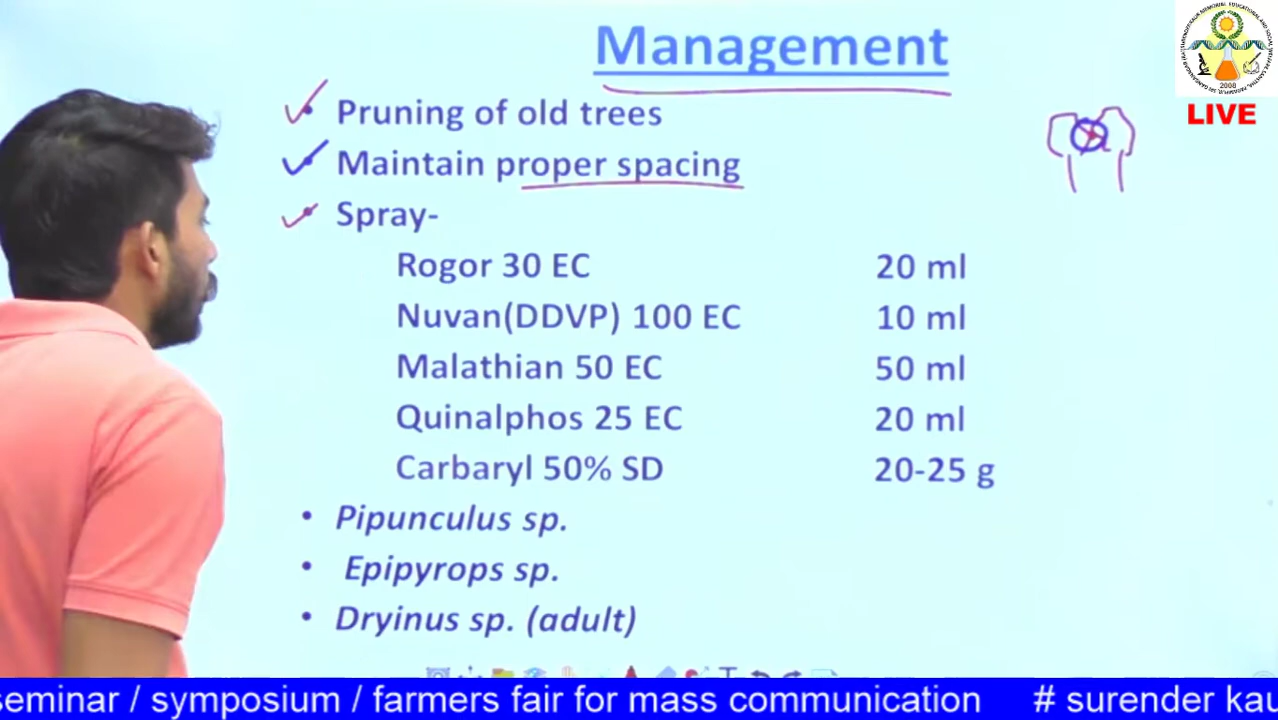 Management
Pruning of old trees
Maintain proper spacing
Spray-
Rogor 30 EC 20 ml
Nuvan(DDVP) 100 EC 10 ml
Malathian 50 EC 50 ml
Quinalphos 25 EC 20 ml
Carbaryl 50% SD 20-25 g
• Pipunculus sp.
• Epipyrops sp.
• Dryinus sp. (adult)
2008
LIVE
seminar / symposium / farmers fair for mass communication # surender kau